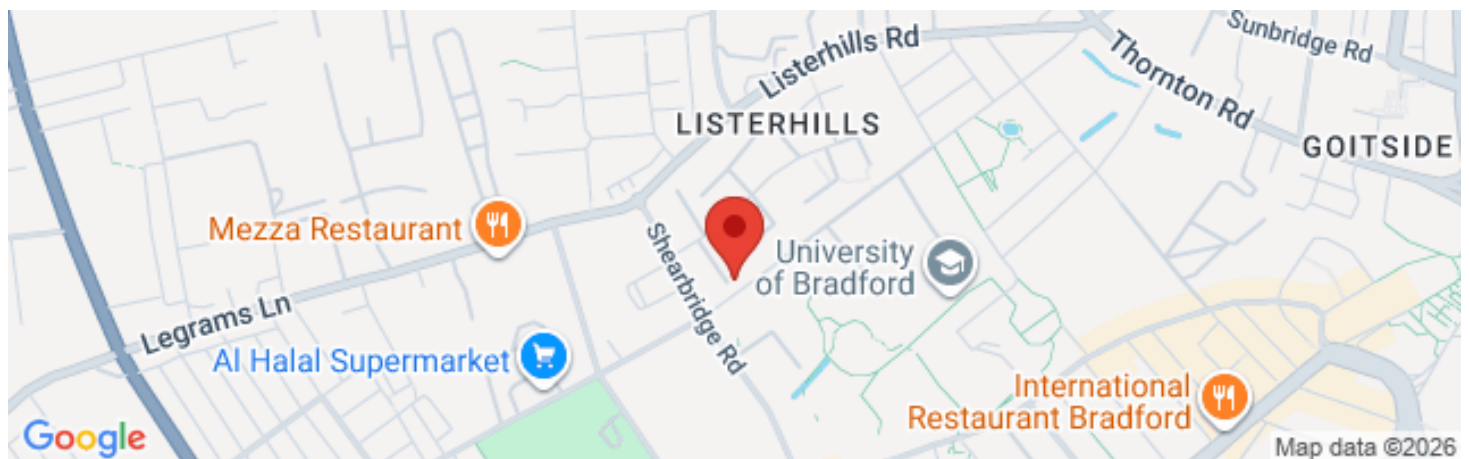 Sunbridge Rd
Listerhills Rd
Thornton Rd
LISTERHILLS
GOITSIDE
Mezza Restaurant
Shearbridge Rd
University
of Bradford
Legrams Ln
Al Halal Supermarket
International
Restaurant Bradford
Google
Map data ©2026